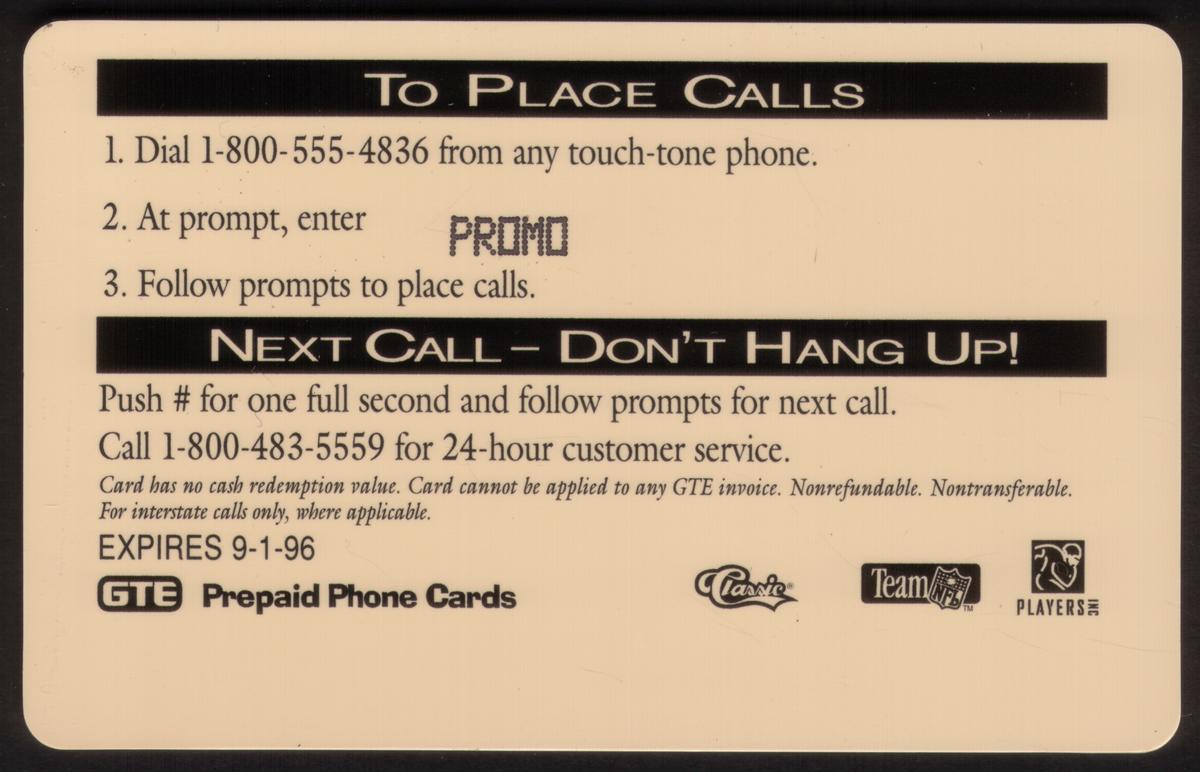 TO PLACE CALLS
1. Dial 1-800-555-4836 from any touch-tone phone.
2. At prompt, enter PROMO
3. Follow prompts to place calls.
NEXT CALL – DON'T HANG UP!
Push # for one full second and follow prompts for next call.
Call 1-800-483-5559 for 24-hour customer service.
Card has no cash redemption value. Card cannot be applied to any GTE invoice. Nonrefundable. Nontransferable.
For interstate calls only, where applicable.
EXPIRES 9-1-96
GTE Prepaid Phone Cards Classic® Team NFL™ PLAYERS INC